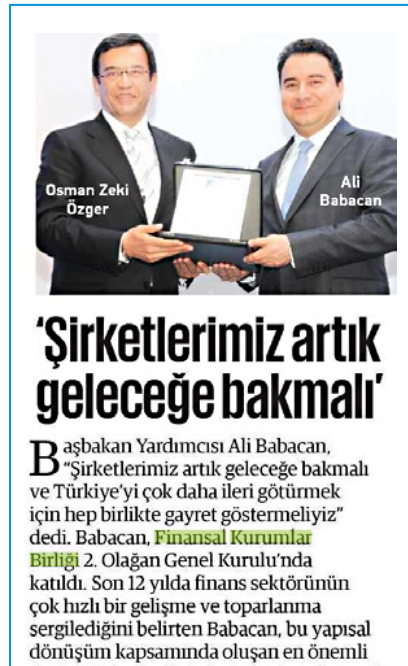 Osman Zeki
Özger
Ali
Babacan
‘Şirketlerimiz artık
geleceğe bakmalı’
Başbakan Yardımcısı Ali Babacan,
“Şirketlerimiz artık geleceğe bakmalı
ve Türkiye’yi çok daha ileri götürmek
için hep birlikte gayret göstermeliyiz”
dedi. Babacan, Finansal Kurumlar
Birliği 2. Olağan Genel Kurulu’nda
katıldı. Son 12 yılda finans sektörünün
çok hızlı bir gelişme ve toparlanma
sergilediğini belirten Babacan, bu yapısal
dönüşüm kapsamında oluşan en önemli